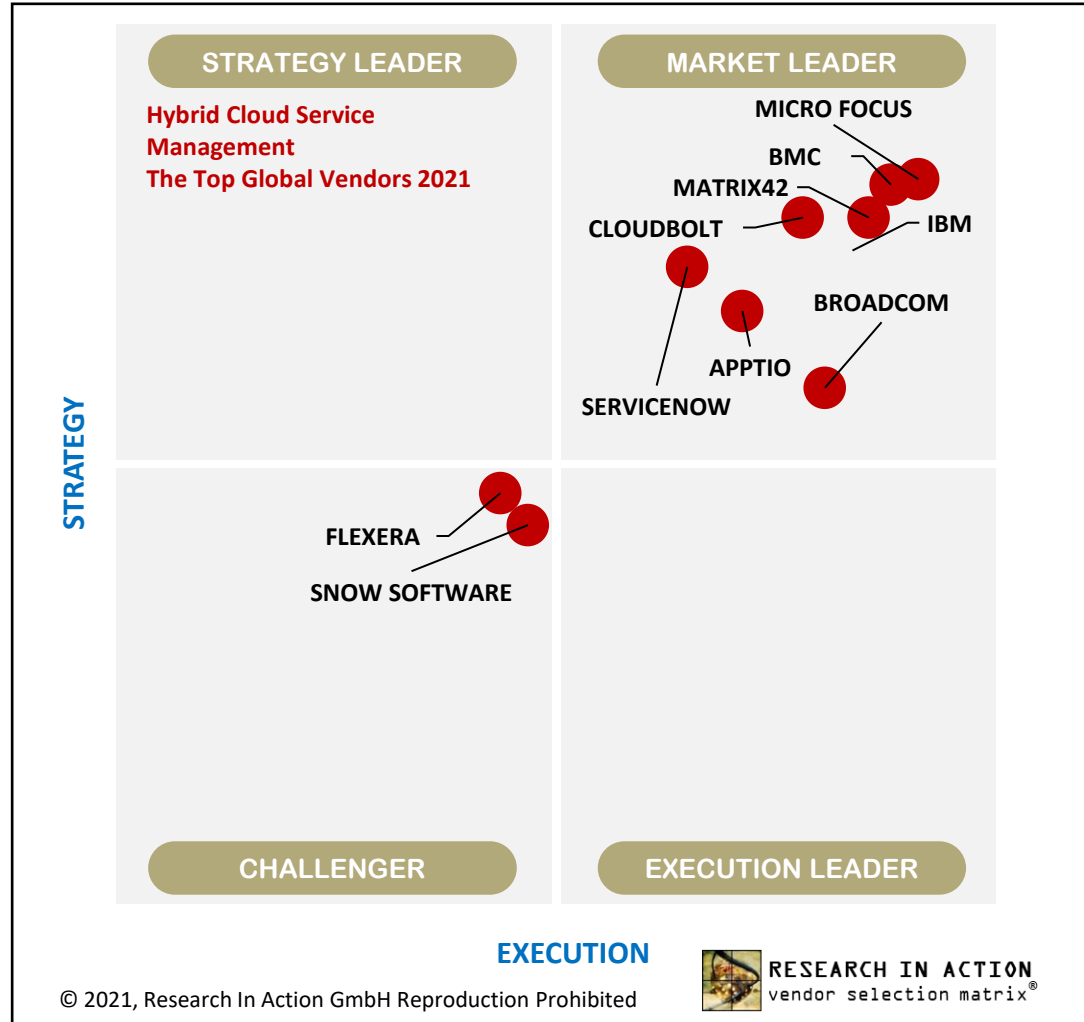 STRATEGY LEADER
MARKET LEADER
Hybrid Cloud Service
Management
The Top Global Vendors 2021
MICRO FOCUS
BMC
MATRIX42
CLOUDBOLT
IBM
BROADCOM
APPTIO
SERVICENOW
STRATEGY
FLEXERA
SNOW SOFTWARE
CHALLENGER
EXECUTION LEADER
EXECUTION
RESEARCH IN ACTION
vendor selection matrix®
© 2021, Research In Action GmbH Reproduction Prohibited